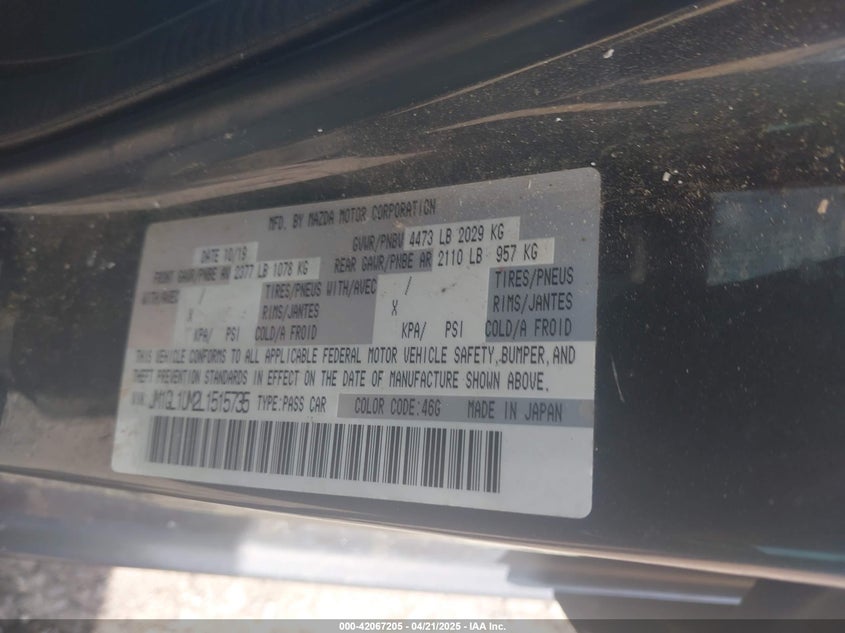 MFD. BY MAZDA MOTOR CORPORATION
DATE 10/19
GVWR/PNBV 4473 LB 2029 KG
FRONT GAWR/PNBE AV 2377 LB 1078 KG
REAR GAWR/PNBE AR 2110 LB 957 KG
WITH/AVEC / TIRES/PNEUS WITH/AVEC / TIRES/PNEUS
X RIMS/JANTES X RIMS/JANTES
KPA/ PSI COLD/A FROID KPA/ PSI COLD/A FROID
THIS VEHICLE CONFORMS TO ALL APPLICABLE FEDERAL MOTOR VEHICLE SAFETY,BUMPER,AND
THEFT PREVENTION STANDARDS IN EFFECT ON THE DATE OF MANUFACTURE SHOWN ABOVE.
VIN: JM1GL1UM2L1515735 TYPE:PASS CAR COLOR CODE:46G MADE IN JAPAN
000-42067205 - 04/21/2025 - IAA Inc.